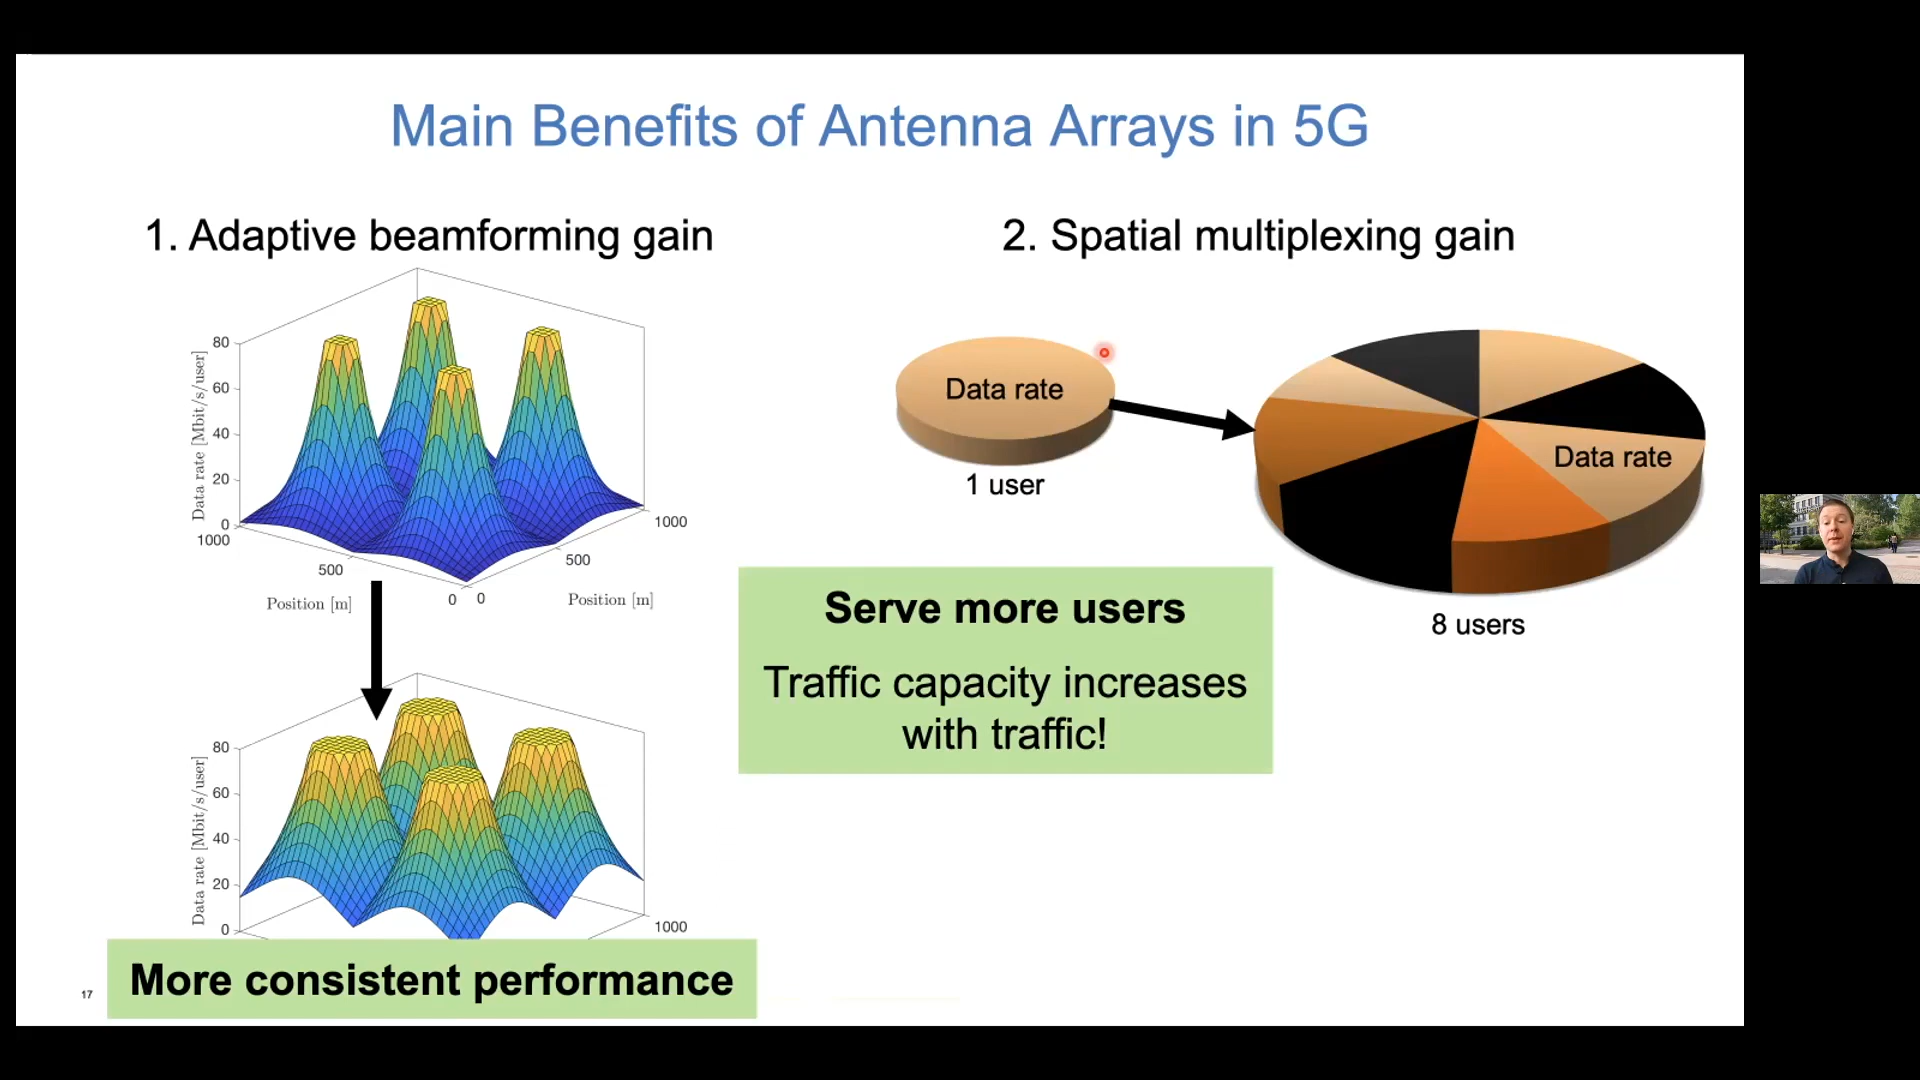 Main Benefits of Antenna Arrays in 5G
1. Adaptive beamforming gain
80
60
40
20
0
Data rate [Mbit/s/user]
1000
500
0
Position [m]
0
500
1000
Position [m]
80
60
40
20
0
Data rate [Mbit/s/user]
1000
More consistent performance
2. Spatial multiplexing gain
Data rate
1 user
Data rate
8 users
Serve more users
Traffic capacity increases
with traffic!
17